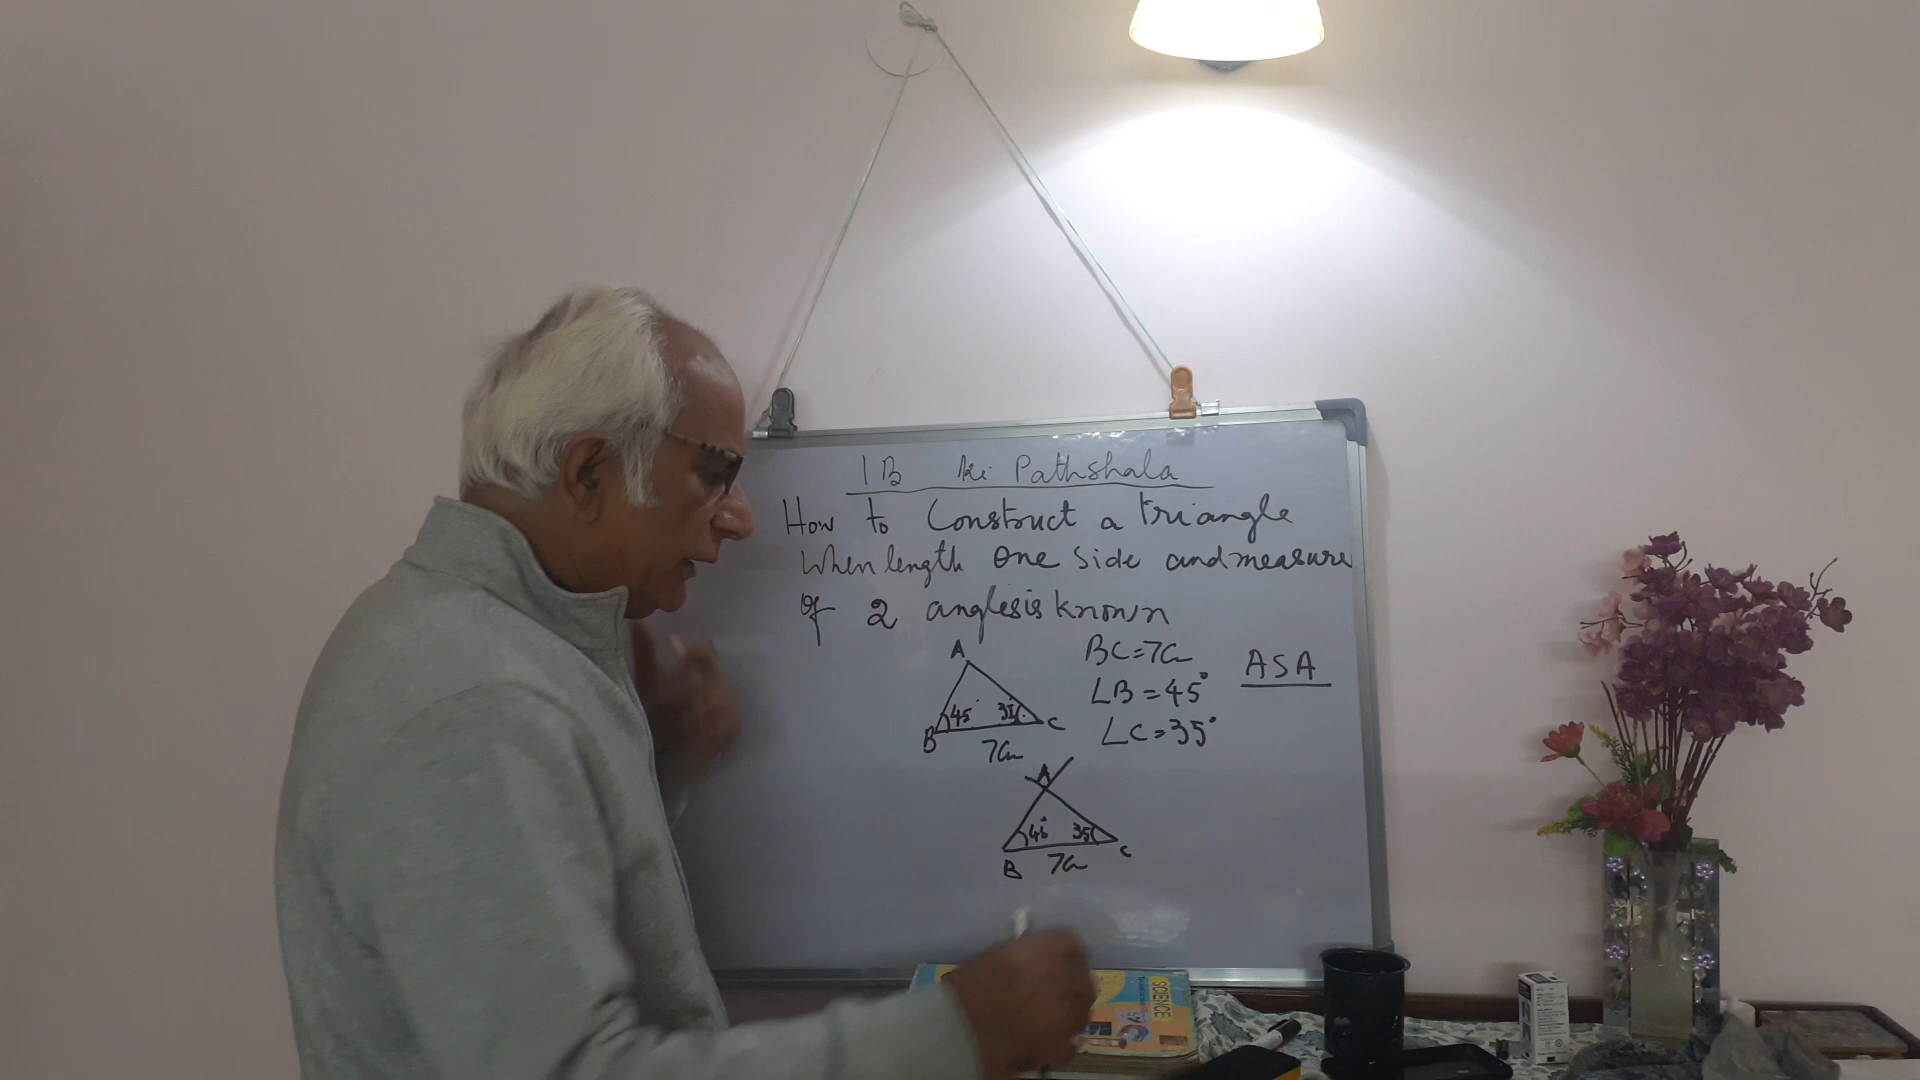 1B ki Pathshala
How to Construct a triangle
When length one side and measure
of 2 angles is known
A
BC=7cm
ASA
45° 35
∠B=45°
B C
∠C=35°
7cm
A
45° 35
B C
7cm
SCIENCE